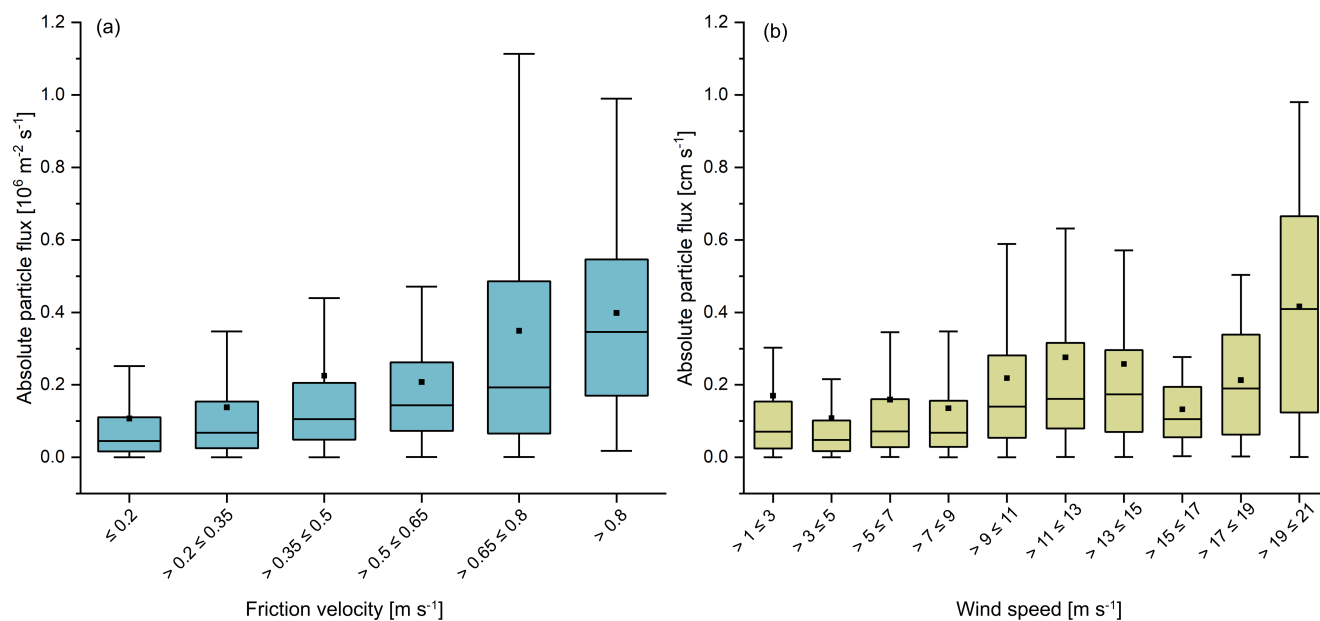 (a)
Absolute particle flux [10⁶ m⁻² s⁻¹]
1.2
1.0
0.8
0.6
0.4
0.2
0.0
≤ 0.2
> 0.2 ≤ 0.35
> 0.35 ≤ 0.5
> 0.5 ≤ 0.65
> 0.65 ≤ 0.8
> 0.8
Friction velocity [m s⁻¹]
(b)
Absolute particle flux [cm s⁻¹]
1.2
1.0
0.8
0.6
0.4
0.2
0.0
> 1 ≤ 3
> 3 ≤ 5
> 5 ≤ 7
> 7 ≤ 9
> 9 ≤ 11
> 11 ≤ 13
> 13 ≤ 15
> 15 ≤ 17
> 17 ≤ 19
> 19 ≤ 21
Wind speed [m s⁻¹]